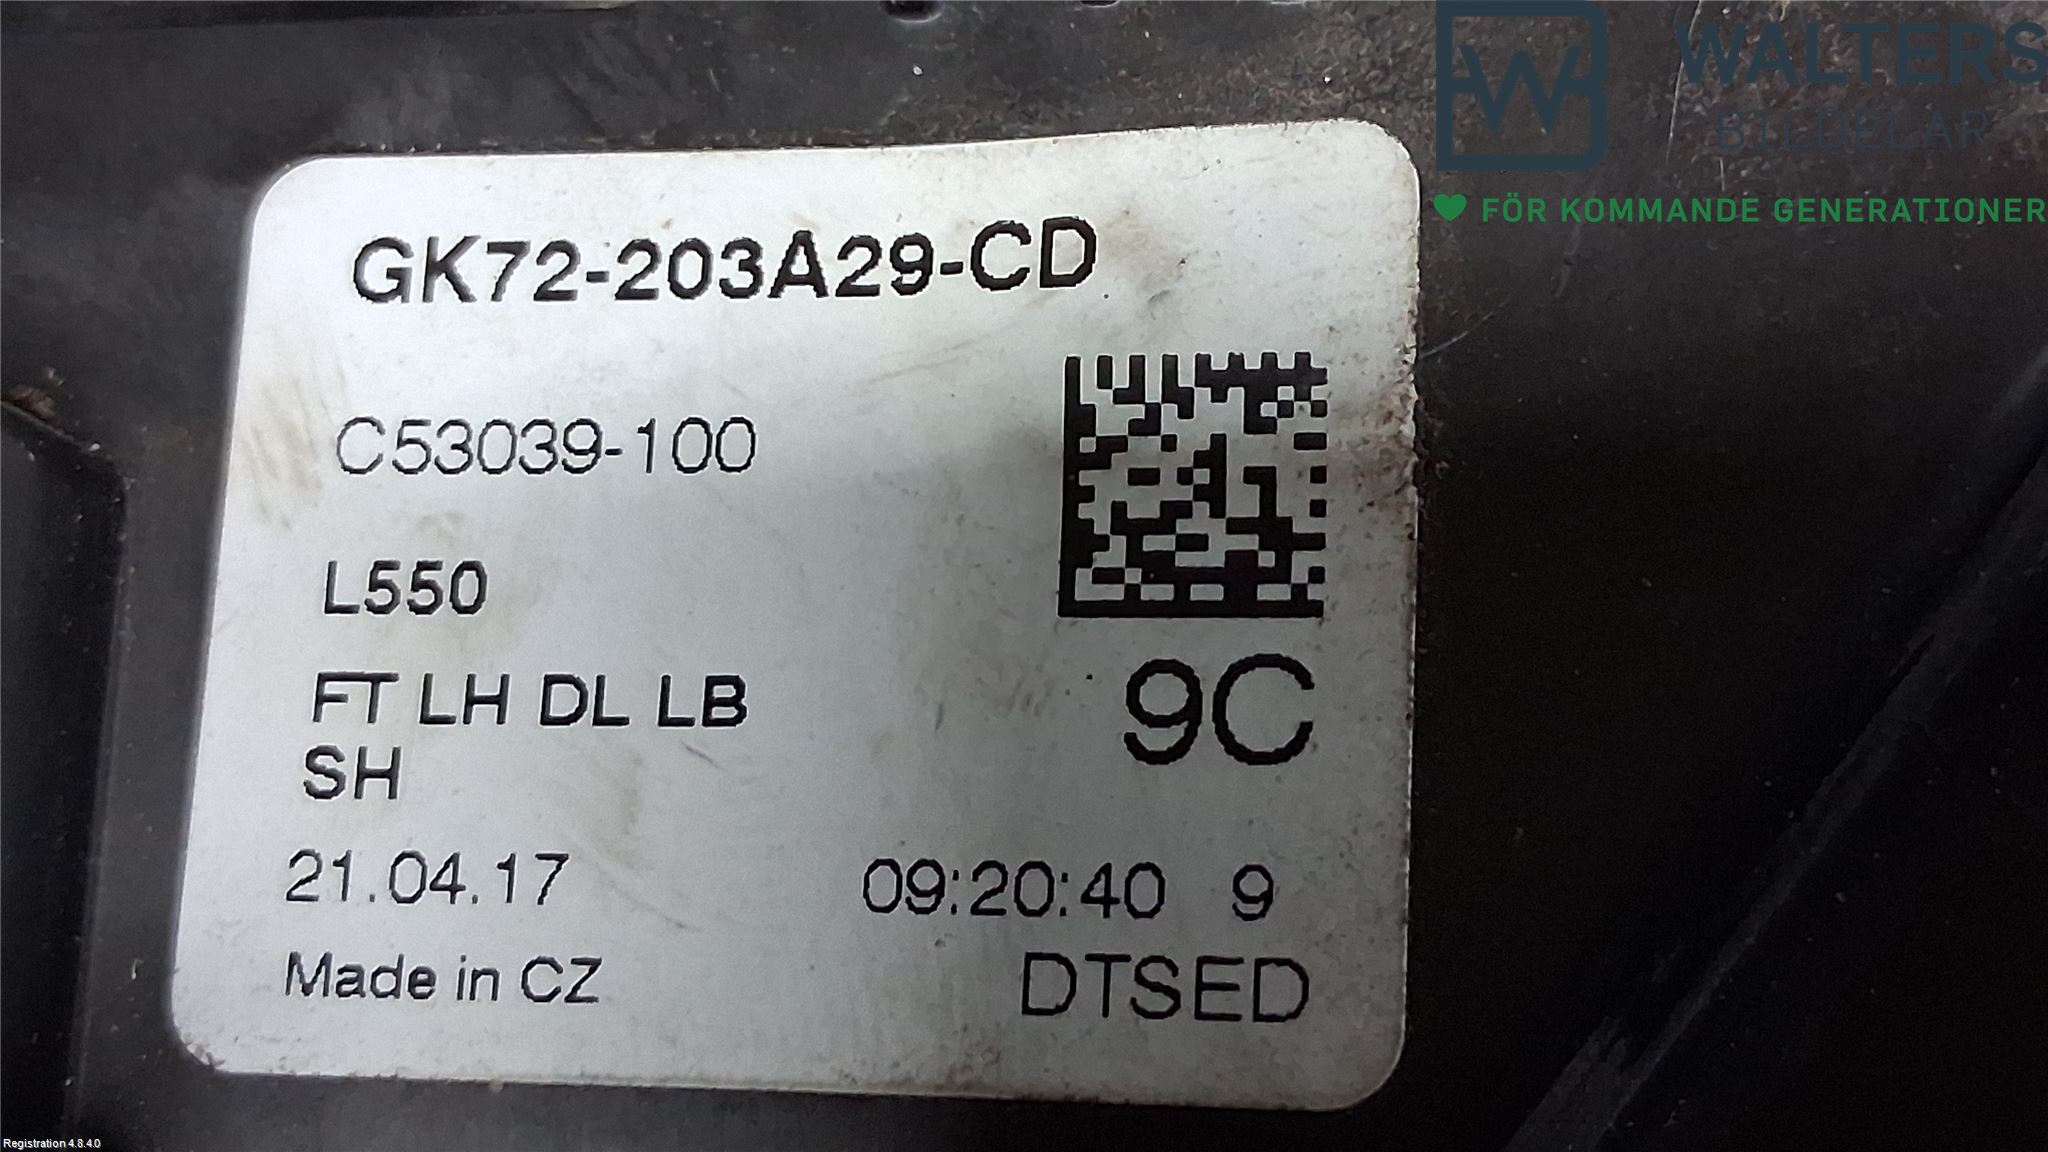 WALTERS
BILDELAR
FÖR KOMMANDE GENERATIONER
GK72-203A29-CD
C53039-100
L550
FT LH DL LB
SH
9C
21.04.17 09:20:40 9
Made in CZ DTSED
Registration 4.8.4.0